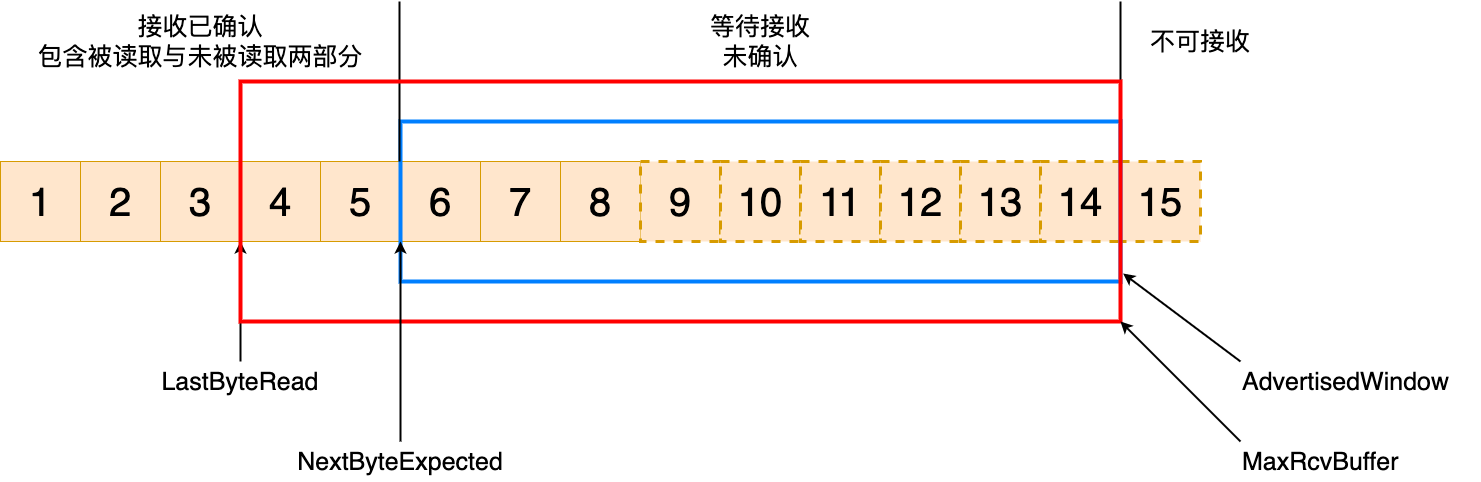 接收已确认
包含被读取与未被读取两部分
等待接收
未确认
不可接收
1 2 3 4 5 6 7 8 9 10 11 12 13 14 15
LastByteRead
AdvertisedWindow
NextByteExpected
MaxRcvBuffer